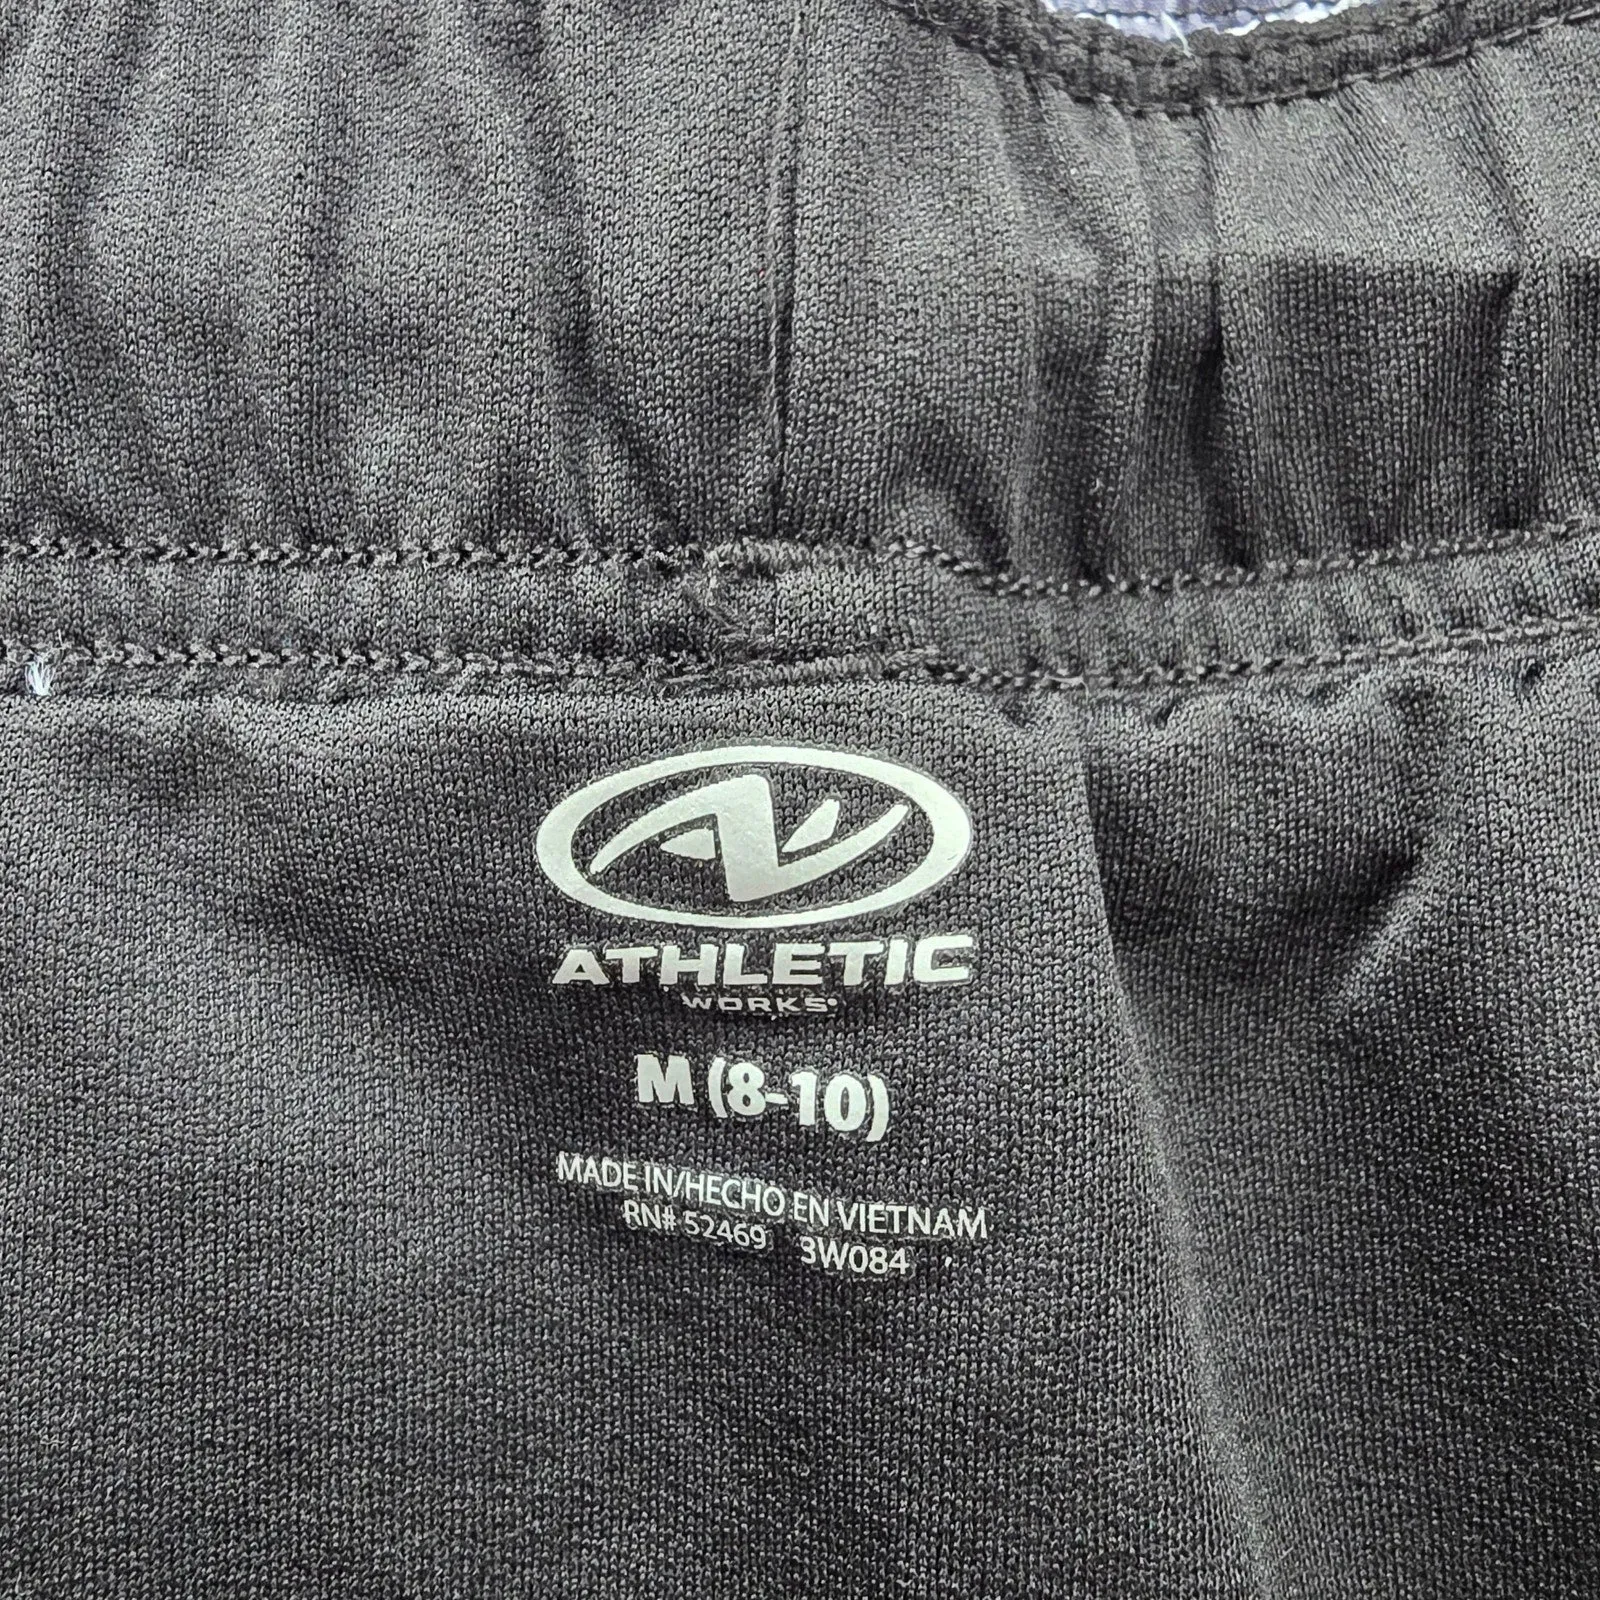 ATHLETIC
WORKS
M (8-10)
MADE IN/HECHO EN VIETNAM
RN# 52469 3W084